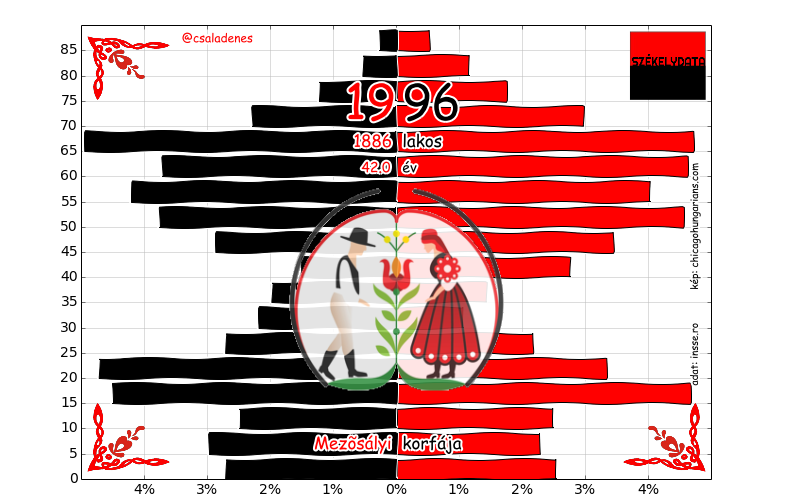 @csaladenes
SZÉKELYDATA
1996
1886 lakos
42.0 év
kép: chicagohungarians.com
adat: insse.ro
Mezősályi korfája
85
80
75
70
65
60
55
50
45
40
35
30
25
20
15
10
5
0
4% 3% 2% 1% 0% 1% 2% 3% 4%